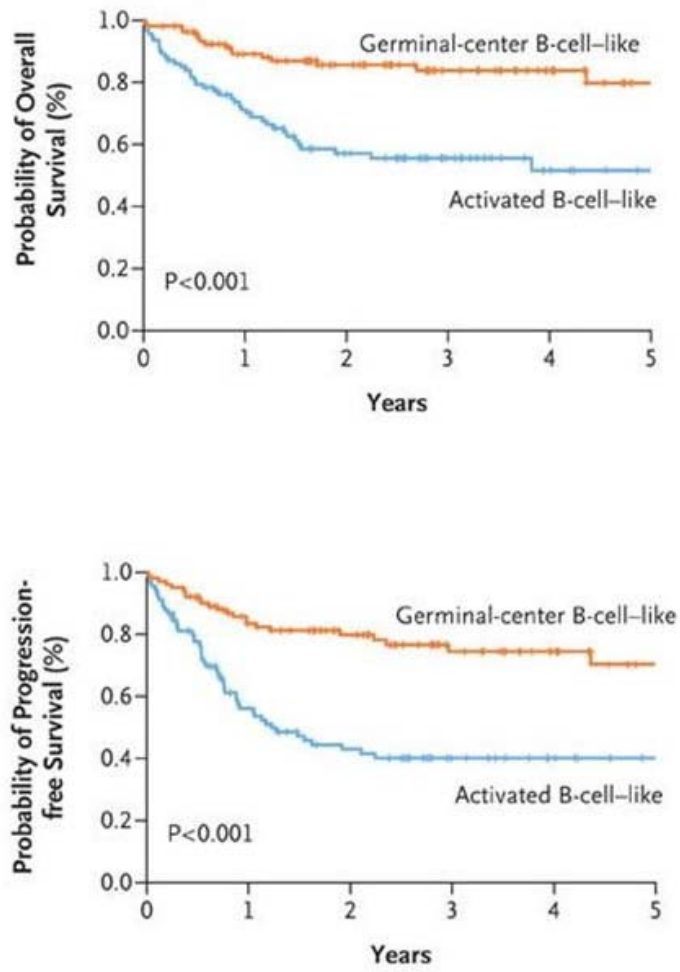 Probability of Overall
Survival (%)
1.0
0.8
0.6
0.4
0.2
0.0
Germinal-center B-cell–like
Activated B-cell–like
P<0.001
0 1 2 3 4 5
Years
Probability of Progression-
free Survival (%)
1.0
0.8
0.6
0.4
0.2
0.0
Germinal-center B-cell–like
Activated B-cell–like
P<0.001
0 1 2 3 4 5
Years